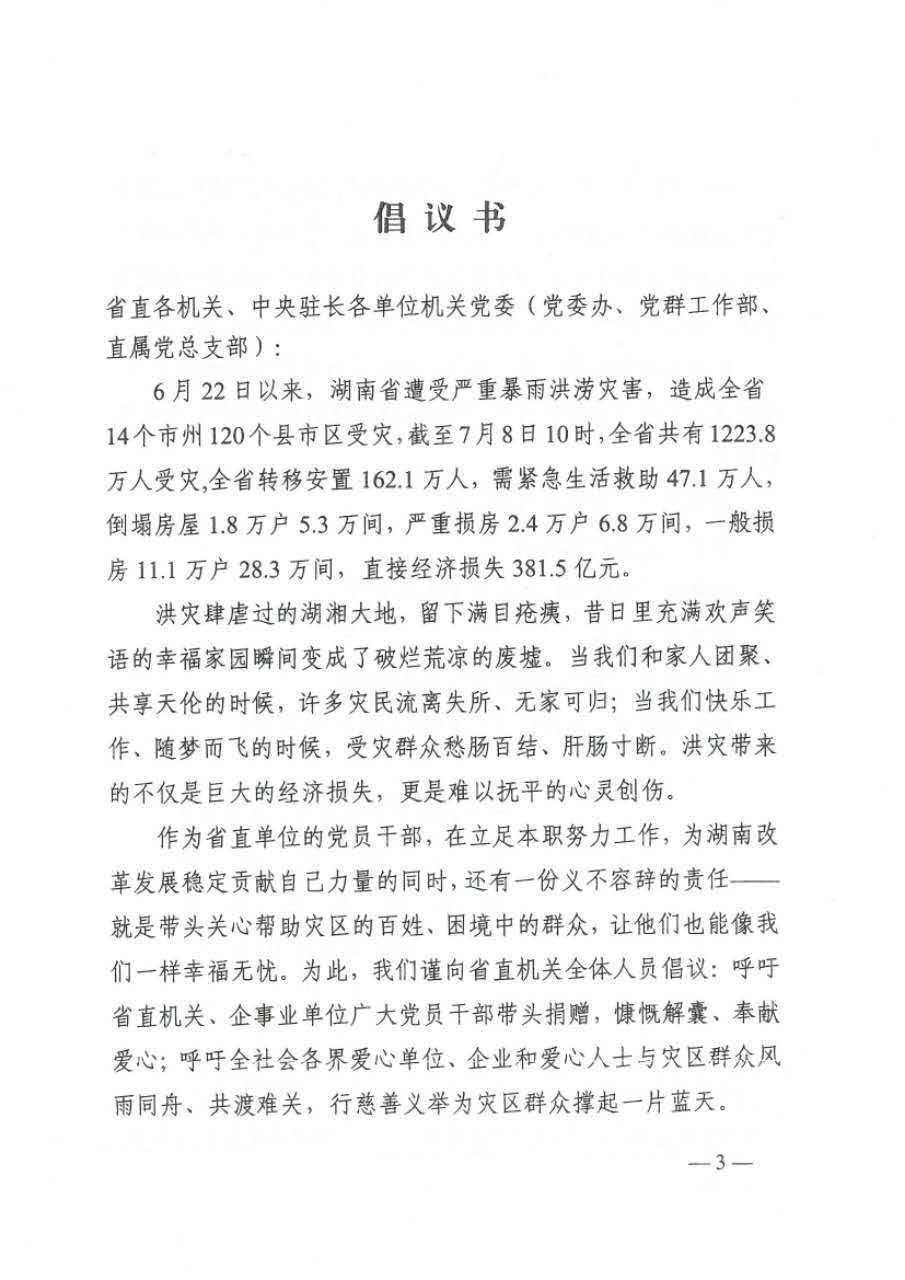 倡议书
省直各机关、中央驻长各单位机关党委（党委办、党群工作部、
直属党总支部）：
6月22日以来，湖南省遭受严重暴雨洪涝灾害，造成全省
14个市州120个县市区受灾,截至7月8日10时,全省共有1223.8
万人受灾,全省转移安置162.1万人，需紧急生活救助47.1万人，
倒塌房屋1.8万户5.3万间，严重损房2.4万户6.8万间，一般损
房11.1万户28.3万间，直接经济损失381.5亿元。
洪灾肆虐过的湖湘大地，留下满目疮痍，昔日里充满欢声笑
语的幸福家园瞬间变成了破烂荒凉的废墟。当我们和家人团聚、
共享天伦的时候，许多灾民流离失所、无家可归；当我们快乐工
作、随梦而飞的时候，受灾群众愁肠百结、肝肠寸断。洪灾带来
的不仅是巨大的经济损失，更是难以抚平的心灵创伤。
作为省直单位的党员干部，在立足本职努力工作，为湖南改
革发展稳定贡献自己力量的同时,还有一份义不容辞的责任——
就是带头关心帮助灾区的百姓、困境中的群众，让他们也能像我
们一样幸福无忧。为此，我们谨向省直机关全体人员倡议：呼吁
省直机关、企事业单位广大党员干部带头捐赠，慷慨解囊、奉献
爱心；呼吁全社会各界爱心单位、企业和爱心人士与灾区群众风
雨同舟、共渡难关，行慈善义举为灾区群众撑起一片蓝天。
—3—